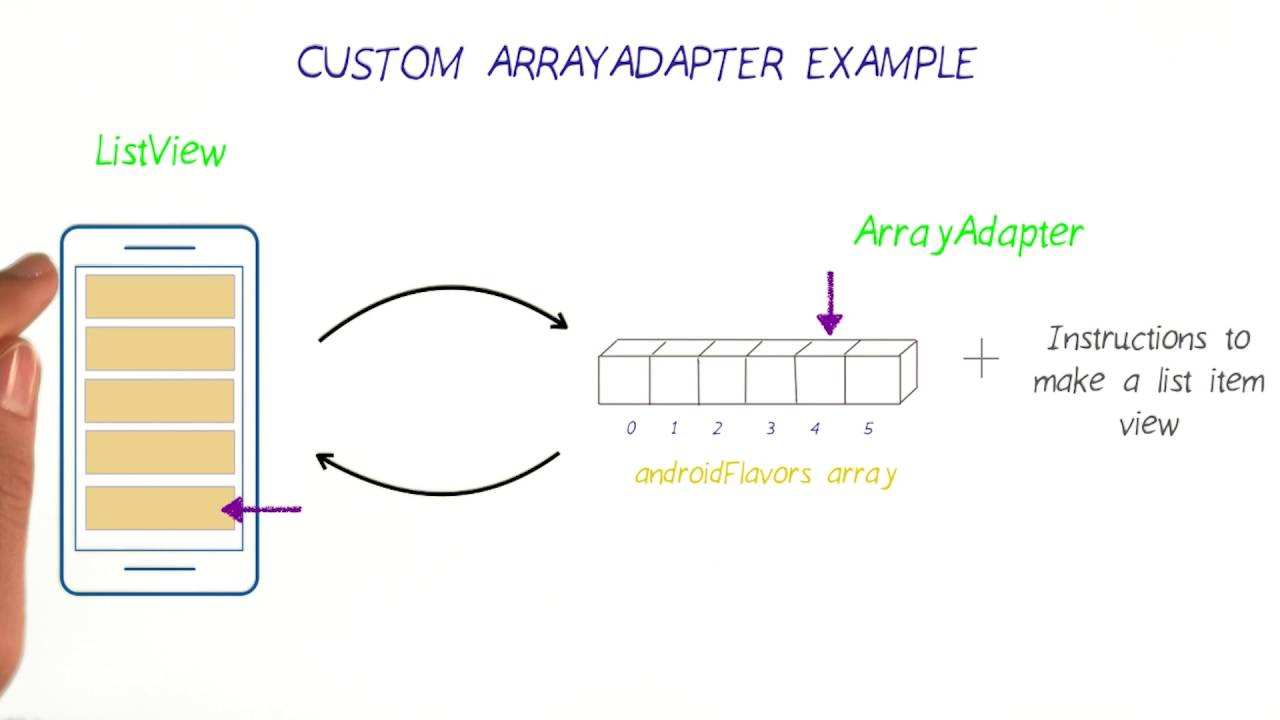 CUSTOM ARRAYADAPTER EXAMPLE
ListView
ArrayAdapter
Instructions to
make a list item
view
0 1 2 3 4 5
androidFlavors array